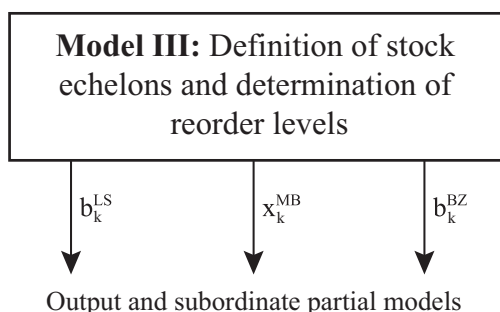 Model III: Definition of stock
echelons and determination of
reorder levels
b_k^LS x_k^MB b_k^BZ
Output and subordinate partial models